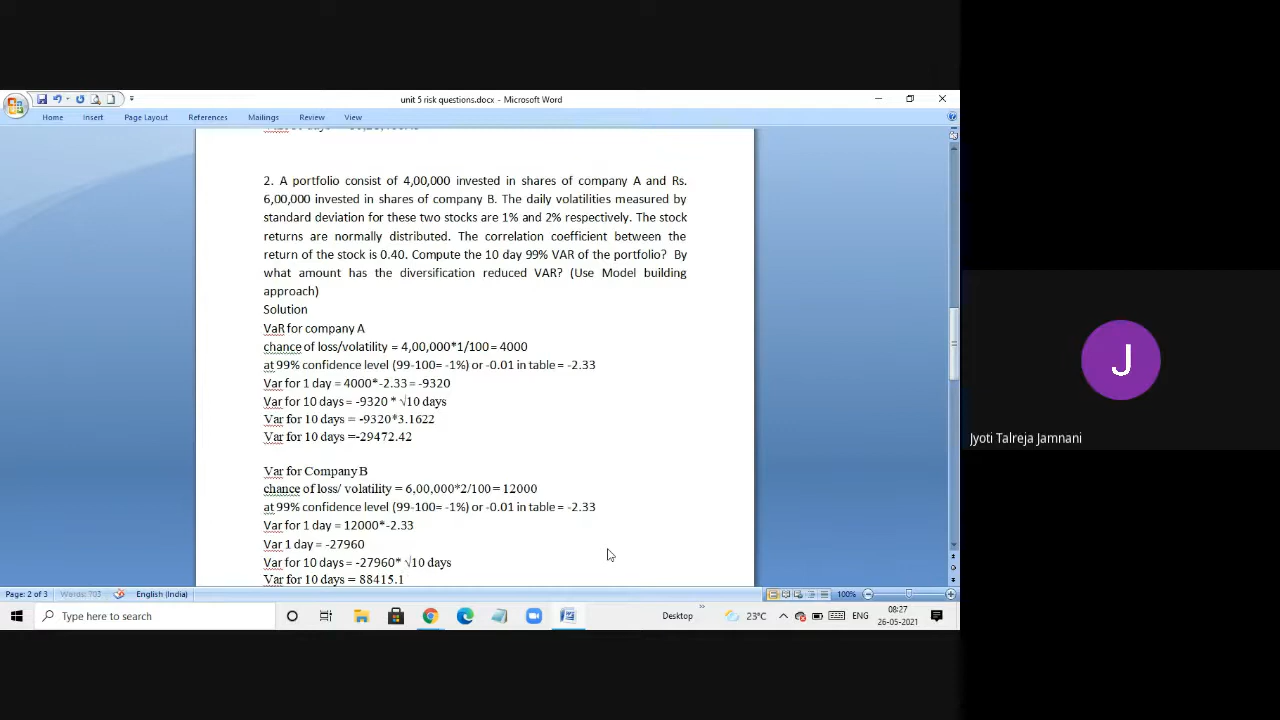 unit 5 risk questions.docx - Microsoft Word
Home Insert Page Layout References Mailings Review View
2. A portfolio consist of 4,00,000 invested in shares of company A and Rs.
6,00,000 invested in shares of company B. The daily volatilities measured by
standard deviation for these two stocks are 1% and 2% respectively. The stock
returns are normally distributed. The correlation coefficient between the
return of the stock is 0.40. Compute the 10 day 99% VAR of the portfolio? By
what amount has the diversification reduced VAR? (Use Model building
approach)
Solution
VaR for company A
chance of loss/volatility = 4,00,000*1/100 = 4000
at 99% confidence level (99-100= -1%) or -0.01 in table = -2.33
Var for 1 day = 4000*-2.33 = -9320
Var for 10 days = -9320 * √10 days
Var for 10 days = -9320*3.1622
Var for 10 days =-29472.42
Var for Company B
chance of loss/ volatility = 6,00,000*2/100 = 12000
at 99% confidence level (99-100= -1%) or -0.01 in table = -2.33
Var for 1 day = 12000*-2.33
Var 1 day = -27960
Var for 10 days = -27960* √10 days
Var for 10 days = 88415.1
J
Jyoti Talreja Jamnani
Page: 2 of 3 Words: 703 English (India) 100%
Type here to search Desktop 23°C ENG 08:27
26-05-2021